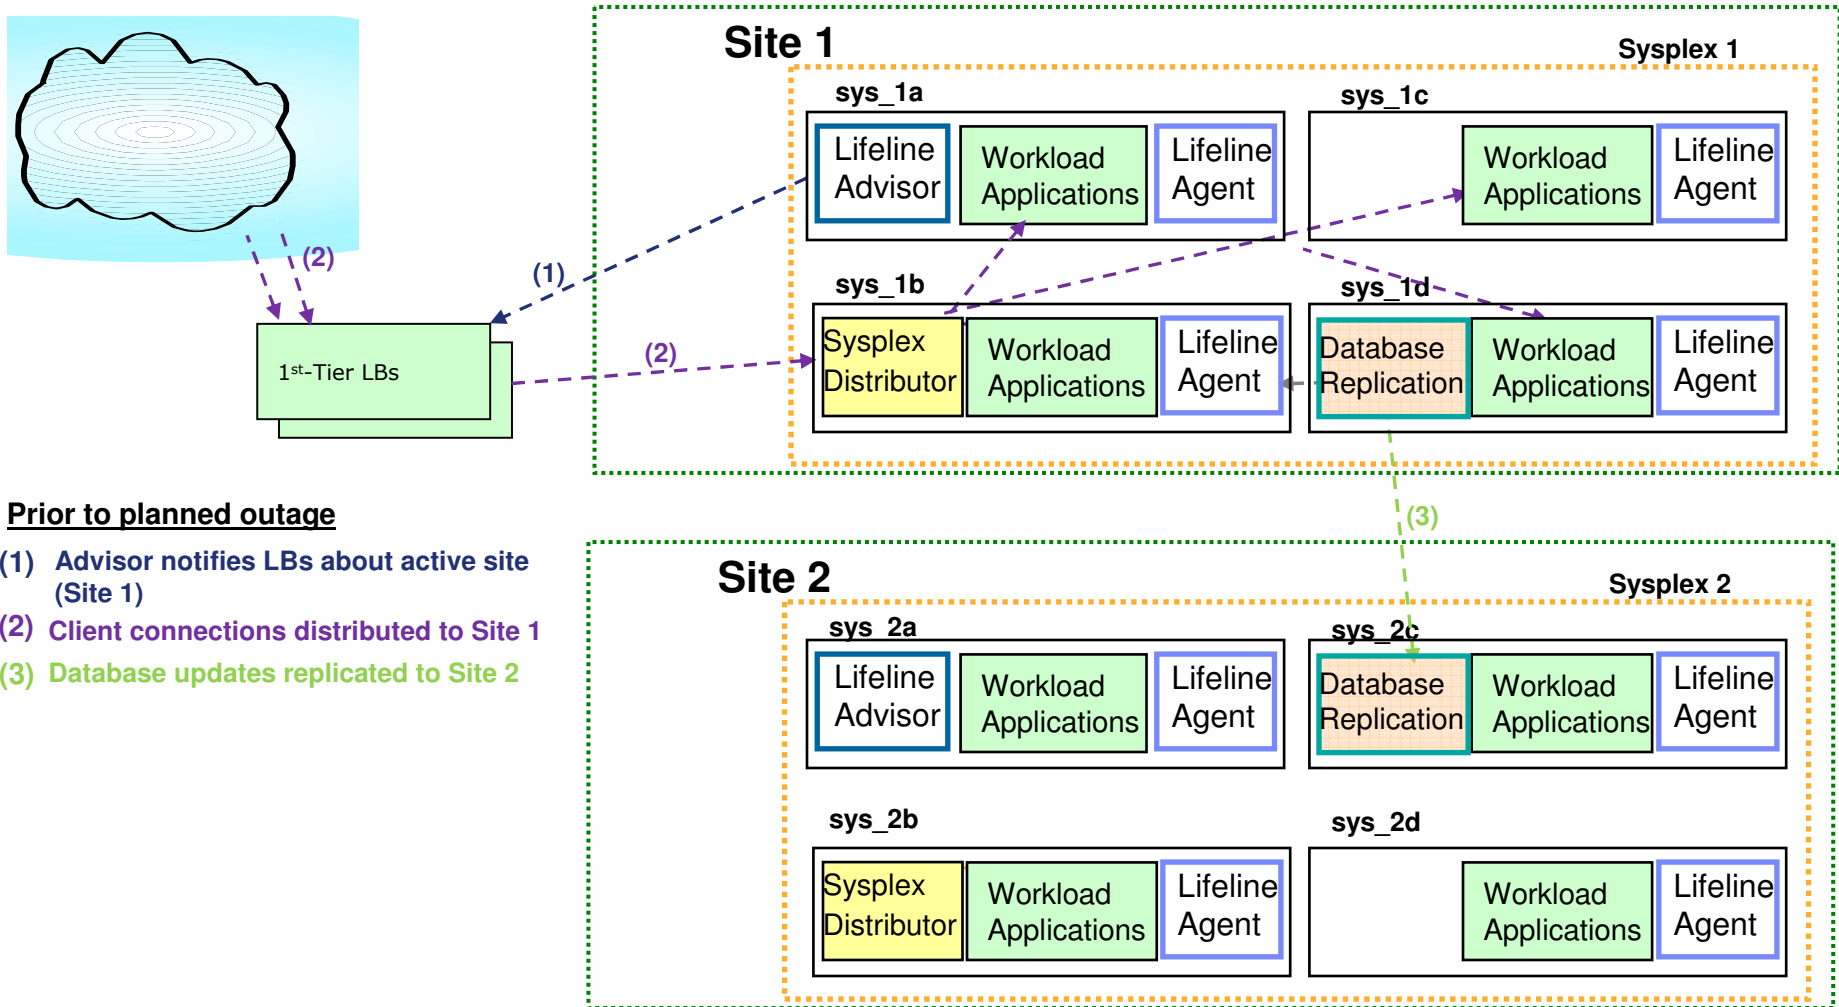 Site 1
Sysplex 1
sys_1a
Lifeline
Advisor
Workload
Applications
Lifeline
Agent
sys_1c
Workload
Applications
Lifeline
Agent
(2)
(1)
sys_1b
Sysplex
Distributor
Workload
Applications
Lifeline
Agent
sys_1d
Database
Replication
Workload
Applications
Lifeline
Agent
(2)
1st-Tier LBs
(3)
Prior to planned outage
(1) Advisor notifies LBs about active site
(Site 1)
(2) Client connections distributed to Site 1
(3) Database updates replicated to Site 2
Site 2
Sysplex 2
sys_2a
Lifeline
Advisor
Workload
Applications
Lifeline
Agent
sys_2c
Database
Replication
Workload
Applications
Lifeline
Agent
sys_2b
Sysplex
Distributor
Workload
Applications
Lifeline
Agent
sys_2d
Workload
Applications
Lifeline
Agent